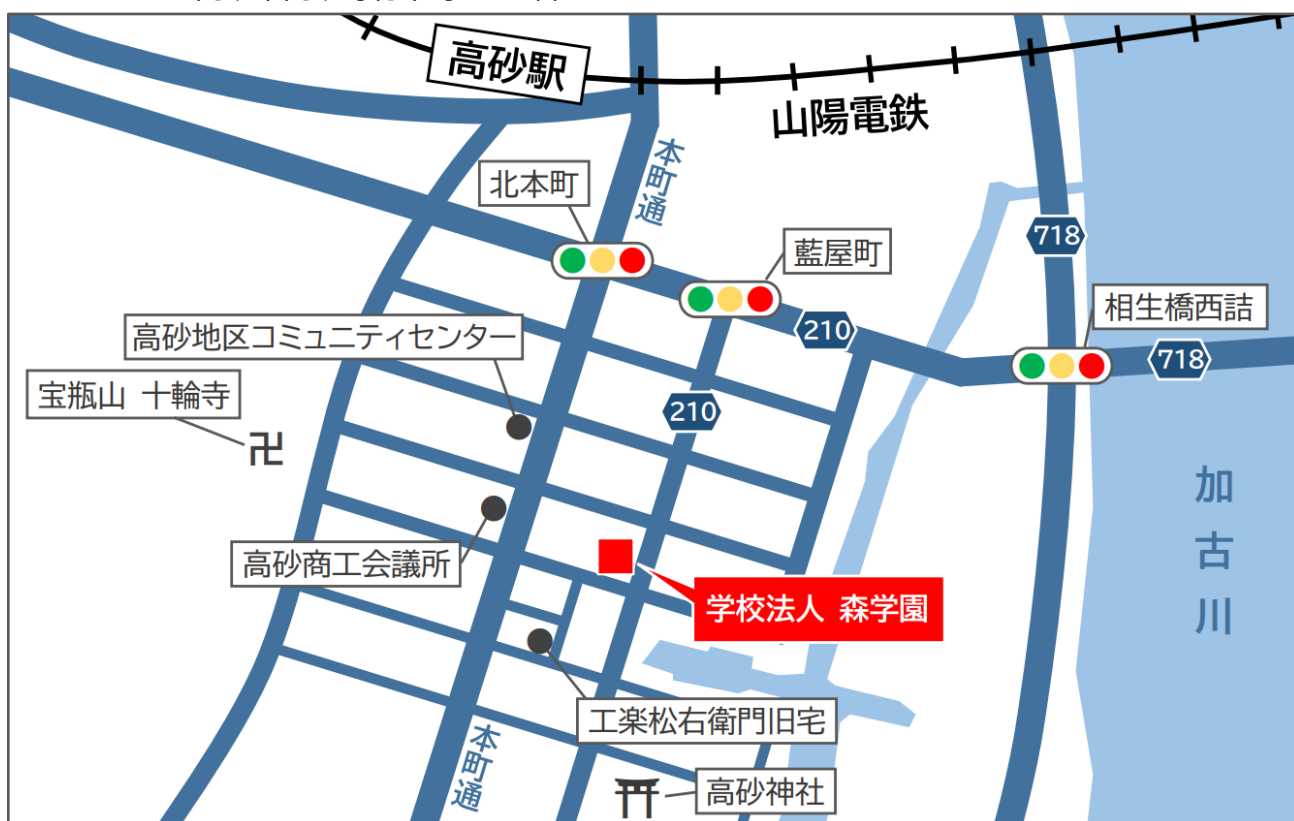 高砂駅
山陽電鉄
本町通
北本町
藍屋町
718
210
相生橋西詰
718
高砂地区コミュニティセンター
宝瓶山 十輪寺
卍
210
加古川
高砂商工会議所
学校法人 森学園
工楽松右衛門旧宅
本町通
高砂神社